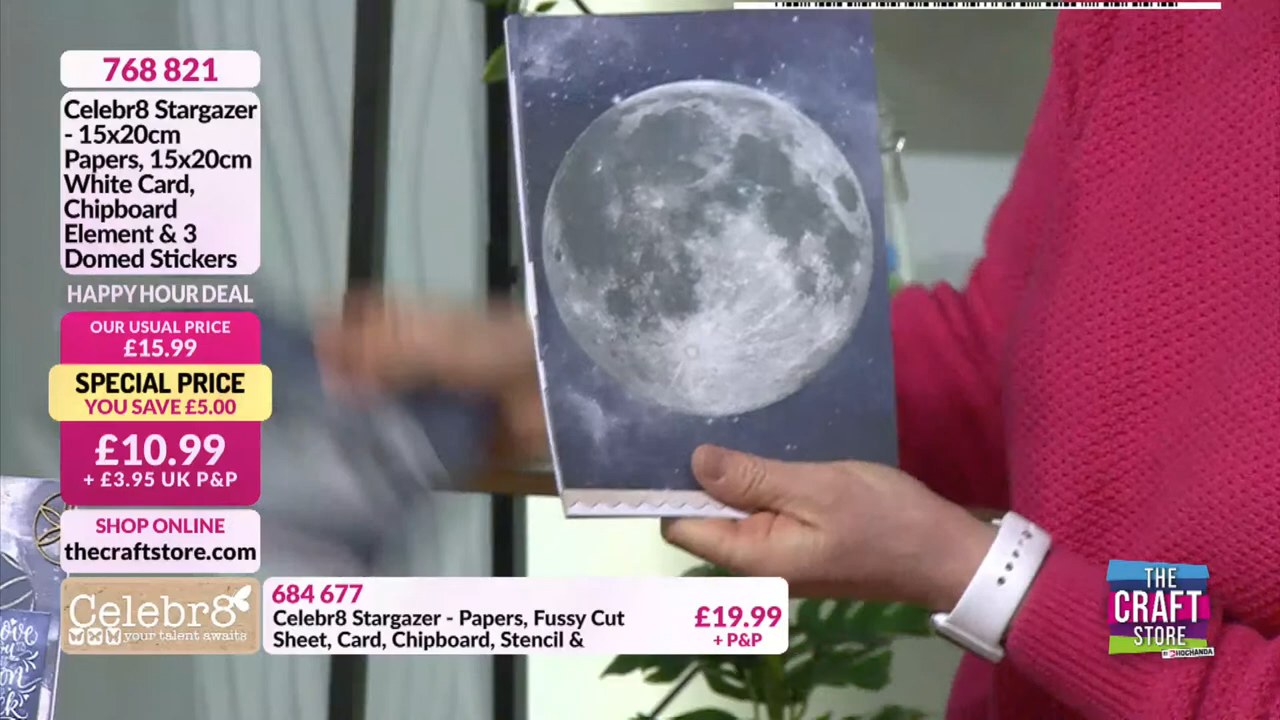 768 821
Celebr8 Stargazer
- 15x20cm
Papers, 15x20cm
White Card,
Chipboard
Element & 3
Domed Stickers
HAPPY HOUR DEAL
OUR USUAL PRICE
£15.99
SPECIAL PRICE
YOU SAVE £5.00
£10.99
+ £3.95 UK P&P
SHOP ONLINE
thecraftstore.com
Celebr8
your talent awaits
684 677
Celebr8 Stargazer - Papers, Fussy Cut
Sheet, Card, Chipboard, Stencil &
£19.99
+ P&P
THE
CRAFT
STORE
HOCHANDA